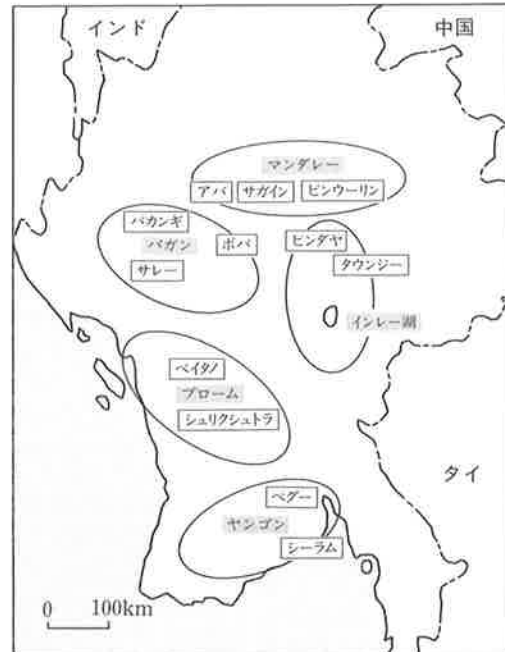 インド
中国
マンダレー
アバ サガイン ピンウーリン
パカンギ
バガン
ポパ
サレー
ピンダヤ
タウンジー
インレー湖
ベイタノ
プローム
シュリクシュトラ
タイ
ペグー
ヤンゴン
シーラム
0 100km